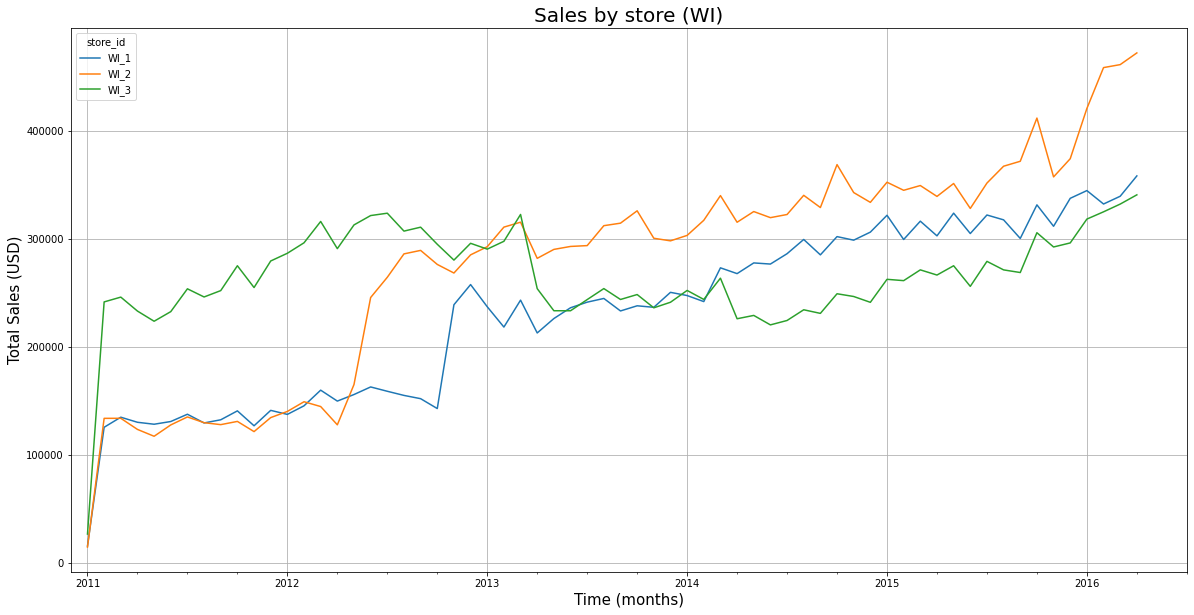 Sales by store (WI)
store_id
WI_1
WI_2
WI_3
Total Sales (USD)
400000
300000
200000
100000
0
2011 2012 2013 2014 2015 2016
Time (months)